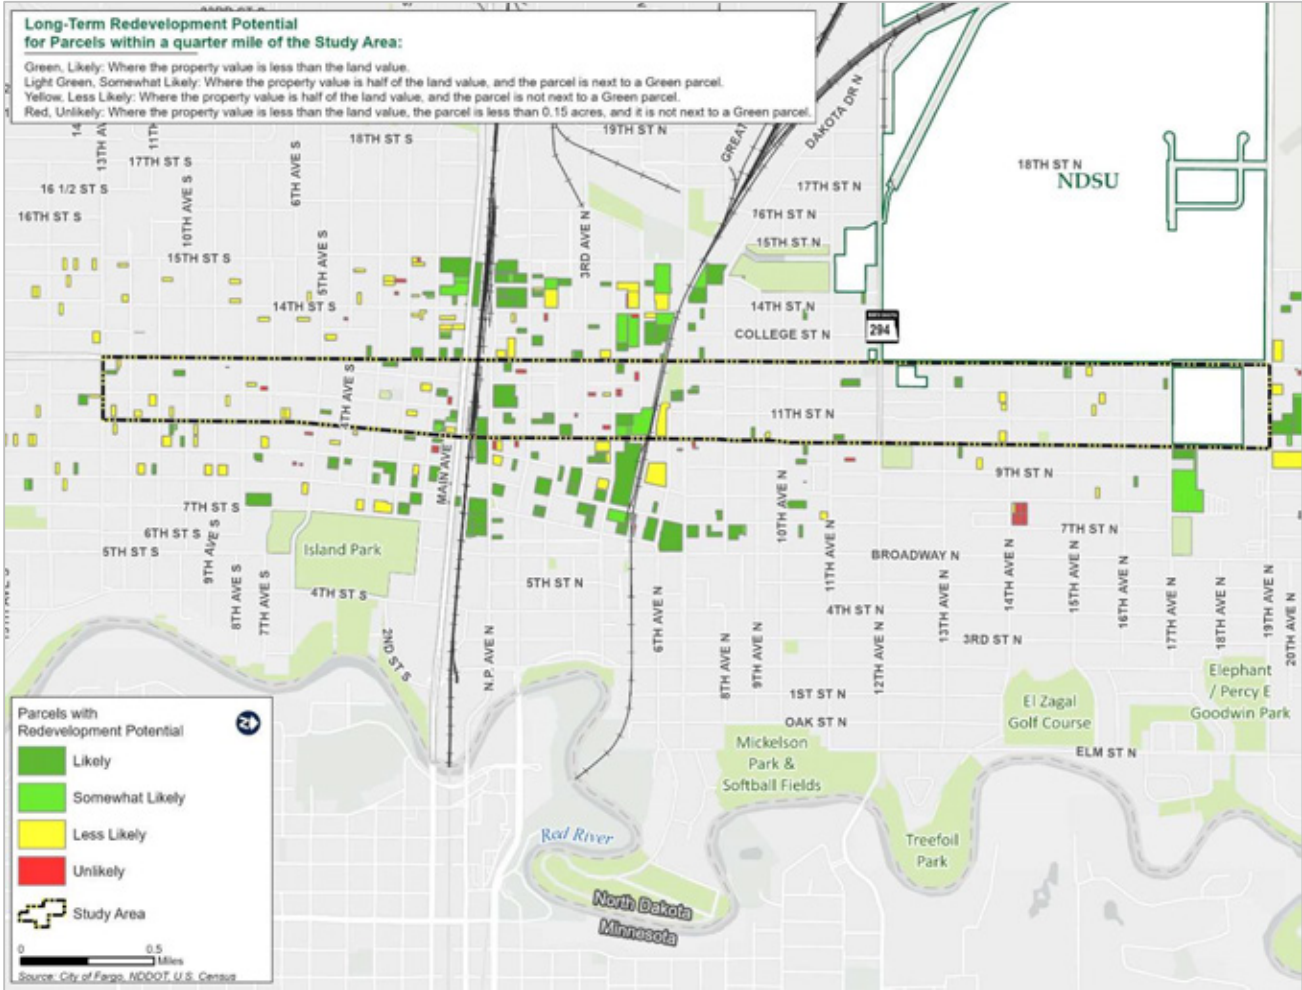 Long-Term Redevelopment Potential
for Parcels within a quarter mile of the Study Area:
Green, Likely: Where the property value is less than the land value.
Light Green, Somewhat Likely: Where the property value is half of the land value, and the parcel is next to a Green parcel.
Yellow, Less Likely: Where the property value is half of the land value, and the parcel is not next to a Green parcel.
Red, Unlikely: Where the property value is less than the land value, the parcel is less than 0.15 acres, and it is not next to a Green parcel.
19TH ST N
18TH ST S
17TH ST S
16 1/2 ST S
16TH ST S
15TH ST S
14TH ST S
10TH AVE S
6TH AVE S
5TH AVE S
3RD AVE N
GREAT
DAKOTA DR N
17TH ST N
16TH ST N
15TH ST N
14TH ST N
COLLEGE ST N
18TH ST N
NDSU
294
4TH AVE S
11TH ST N
MAIN AVE
9TH ST N
7TH ST S
6TH ST S
5TH ST S
9TH AVE S
8TH AVE S
7TH AVE S
Island Park
4TH ST S
2ND ST S
N.P. AVE N
5TH ST N
6TH AVE N
8TH AVE N
9TH AVE N
10TH AVE N
11TH AVE N
12TH AVE N
13TH AVE N
14TH AVE N
15TH AVE N
16TH AVE N
17TH AVE N
18TH AVE N
19TH AVE N
20TH AVE N
7TH ST N
BROADWAY N
4TH ST N
3RD ST N
1ST ST N
OAK ST N
ELM ST N
El Zagal
Golf Course
Elephant
/ Percy E
Goodwin Park
Mickelson
Park &
Softball Fields
Treefoil
Park
Red River
North Dakota
Minnesota
Parcels with
Redevelopment Potential
N
Likely
Somewhat Likely
Less Likely
Unlikely
Study Area
0 0.5
Miles
Source: City of Fargo, NDDOT, U.S. Census